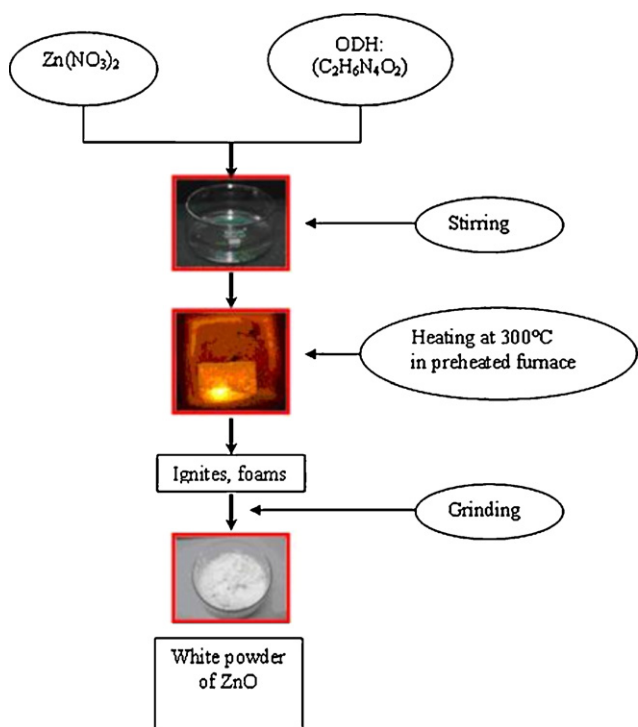 Zn(NO₃)₂
ODH:
(C₂H₆N₄O₂)
Stirring
Heating at 300°C
in preheated furnace
Ignites, foams
Grinding
White powder
of ZnO